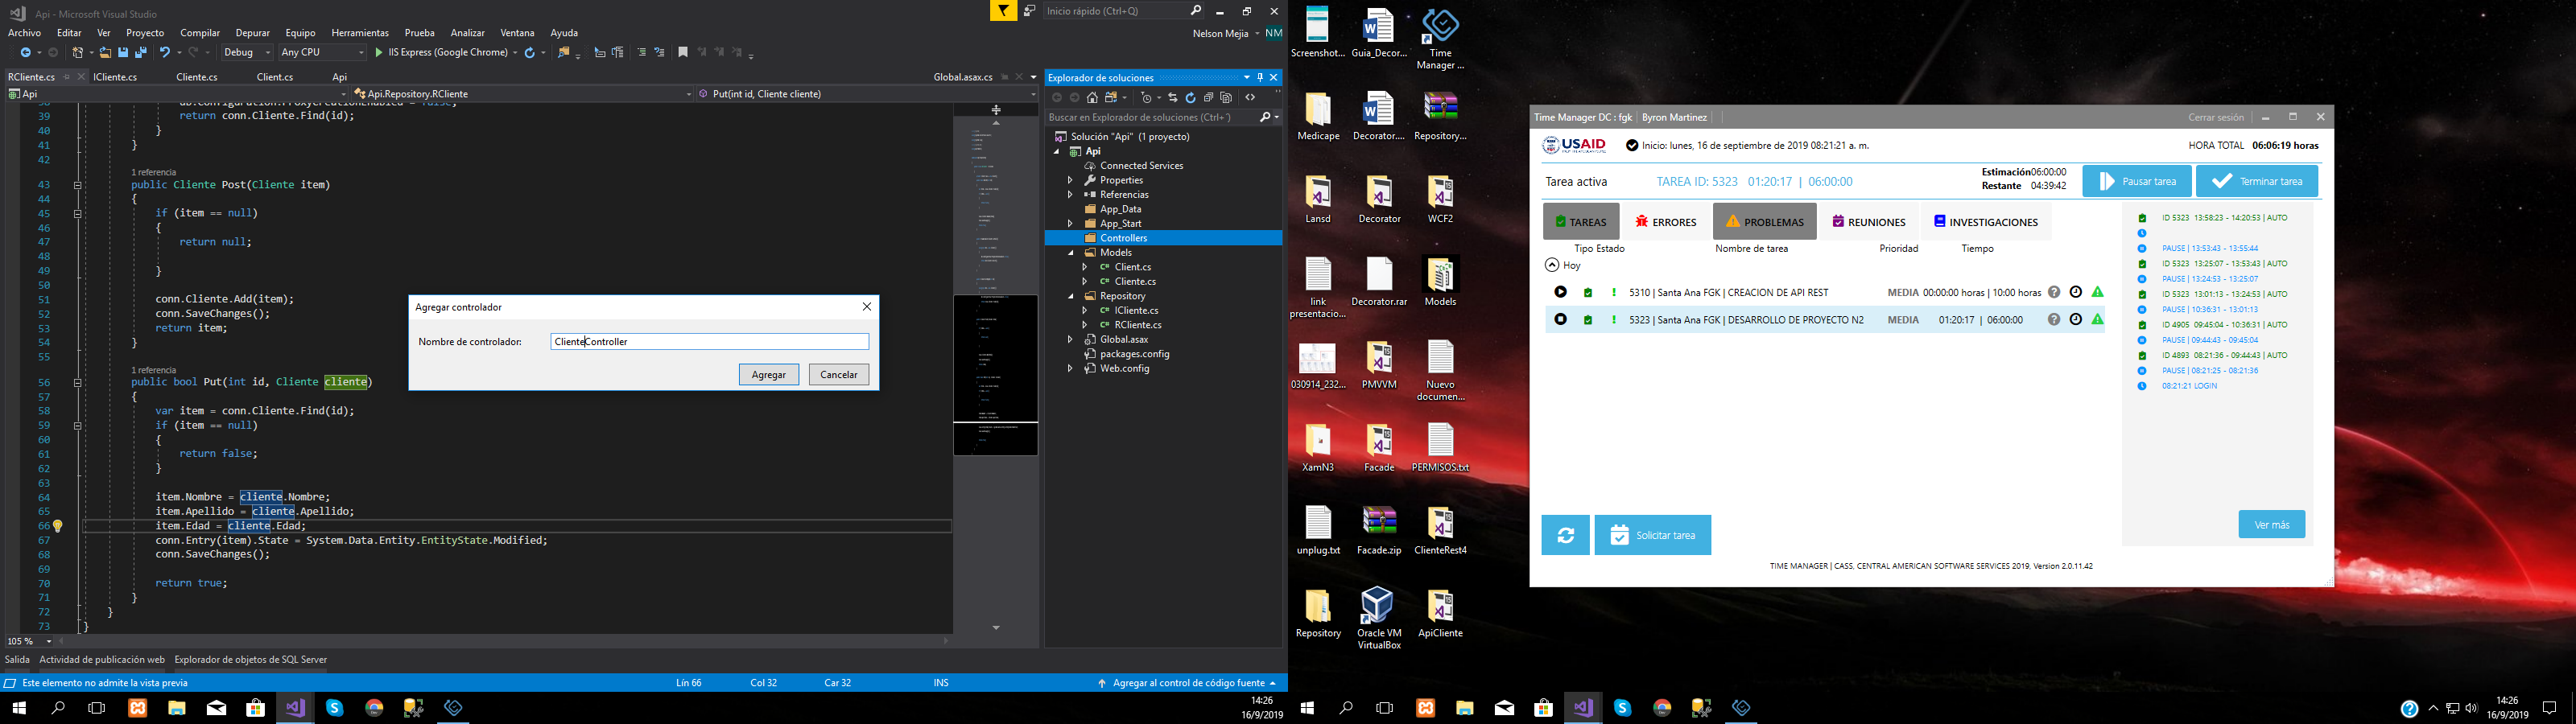 Api - Microsoft Visual Studio
Inicio rápido (Ctrl+Q)
Archivo Editar Ver Proyecto Compilar Depurar Equipo Herramientas Prueba Analizar Ventana Ayuda
Nelson Mejia NM
Debug Any CPU IIS Express (Google Chrome)
RCliente.cs ICliente.cs Cliente.cs Client.cs Api Global.asax.cs
Api Api.Repository.RCliente Put(int id, Cliente cliente)
39 return conn.Cliente.Find(id);
40 }
41 }
42
1 referencia
43 public Cliente Post(Cliente item)
44 {
45 if (item == null)
46 {
47 return null;
48
49 }
50
51 conn.Cliente.Add(item);
52 conn.SaveChanges();
53 return item;
54 }
55
1 referencia
56 public bool Put(int id, Cliente cliente)
57 {
58 var item = conn.Cliente.Find(id);
59 if (item == null)
60 {
61 return false;
62 }
63
64 item.Nombre = cliente.Nombre;
65 item.Apellido = cliente.Apellido;
66 item.Edad = cliente.Edad;
67 conn.Entry(item).State = System.Data.Entity.EntityState.Modified;
68 conn.SaveChanges();
69
70 return true;
71 }
72 }
73 }
105 %
Agregar controlador
Nombre de controlador: ClienteController
Agregar Cancelar
Explorador de soluciones
Buscar en Explorador de soluciones (Ctrl+´)
Solución "Api" (1 proyecto)
Api
Connected Services
Properties
Referencias
App_Data
App_Start
Controllers
Models
Client.cs
Cliente.cs
Repository
ICliente.cs
RCliente.cs
Global.asax
packages.config
Web.config
Salida Actividad de publicación web Explorador de objetos de SQL Server
Este elemento no admite la vista previa Lín 66 Col 32 Car 32 INS Agregar al control de código fuente
14:26
16/9/2019
Screenshot... Guia_Decor... Time Manager ...
Medicape Decorator.... Repository...
Lansd Decorator WCF2
link presentacio... Decorator.rar Models
030914_232... PMVVM Nuevo documen...
XamN3 Facade PERMISOS.txt
unplug.txt Facade.zip ClienteRest4
Repository Oracle VM VirtualBox ApiCliente
Time Manager DC : fgk Byron Martinez Cerrar sesión
USAID Inicio: lunes, 16 de septiembre de 2019 08:21:21 a. m. HORA TOTAL 06:06:19 horas
Tarea activa TAREA ID: 5323 01:20:17 | 06:00:00
Estimación06:00:00
Restante 04:39:42
Pausar tarea Terminar tarea
TAREAS ERRORES PROBLEMAS REUNIONES INVESTIGACIONES
Tipo Estado Nombre de tarea Prioridad Tiempo
Hoy
5310 | Santa Ana FGK | CREACION DE API REST MEDIA 00:00:00 horas | 10:00 horas
5323 | Santa Ana FGK | DESARROLLO DE PROYECTO N2 MEDIA 01:20:17 | 06:00:00
ID 5323 13:58:23 - 14:20:53 | AUTO
PAUSE | 13:53:43 - 13:55:44
ID 5323 13:25:07 - 13:53:43 | AUTO
PAUSE | 13:24:53 - 13:25:07
ID 5323 13:01:13 - 13:24:53 | AUTO
PAUSE | 10:36:31 - 13:01:13
ID 4905 09:45:04 - 10:36:31 | AUTO
PAUSE | 09:44:43 - 09:45:04
ID 4893 08:21:36 - 09:44:43 | AUTO
PAUSE | 08:21:25 - 08:21:36
08:21:21 LOGIN
Ver más
Solicitar tarea
TIME MANAGER | CASS, CENTRAL AMERICAN SOFTWARE SERVICES 2019, Version 2.0.11.42
14:26
16/9/2019